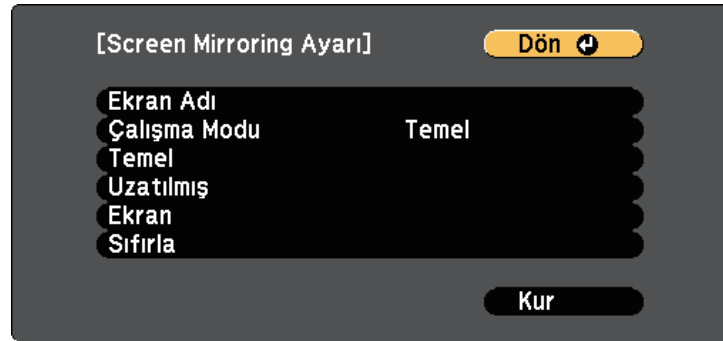 [Screen Mirroring Ayarı]
Dön
Ekran Adı
Çalışma Modu Temel
Temel
Uzatılmış
Ekran
Sıfırla
Kur